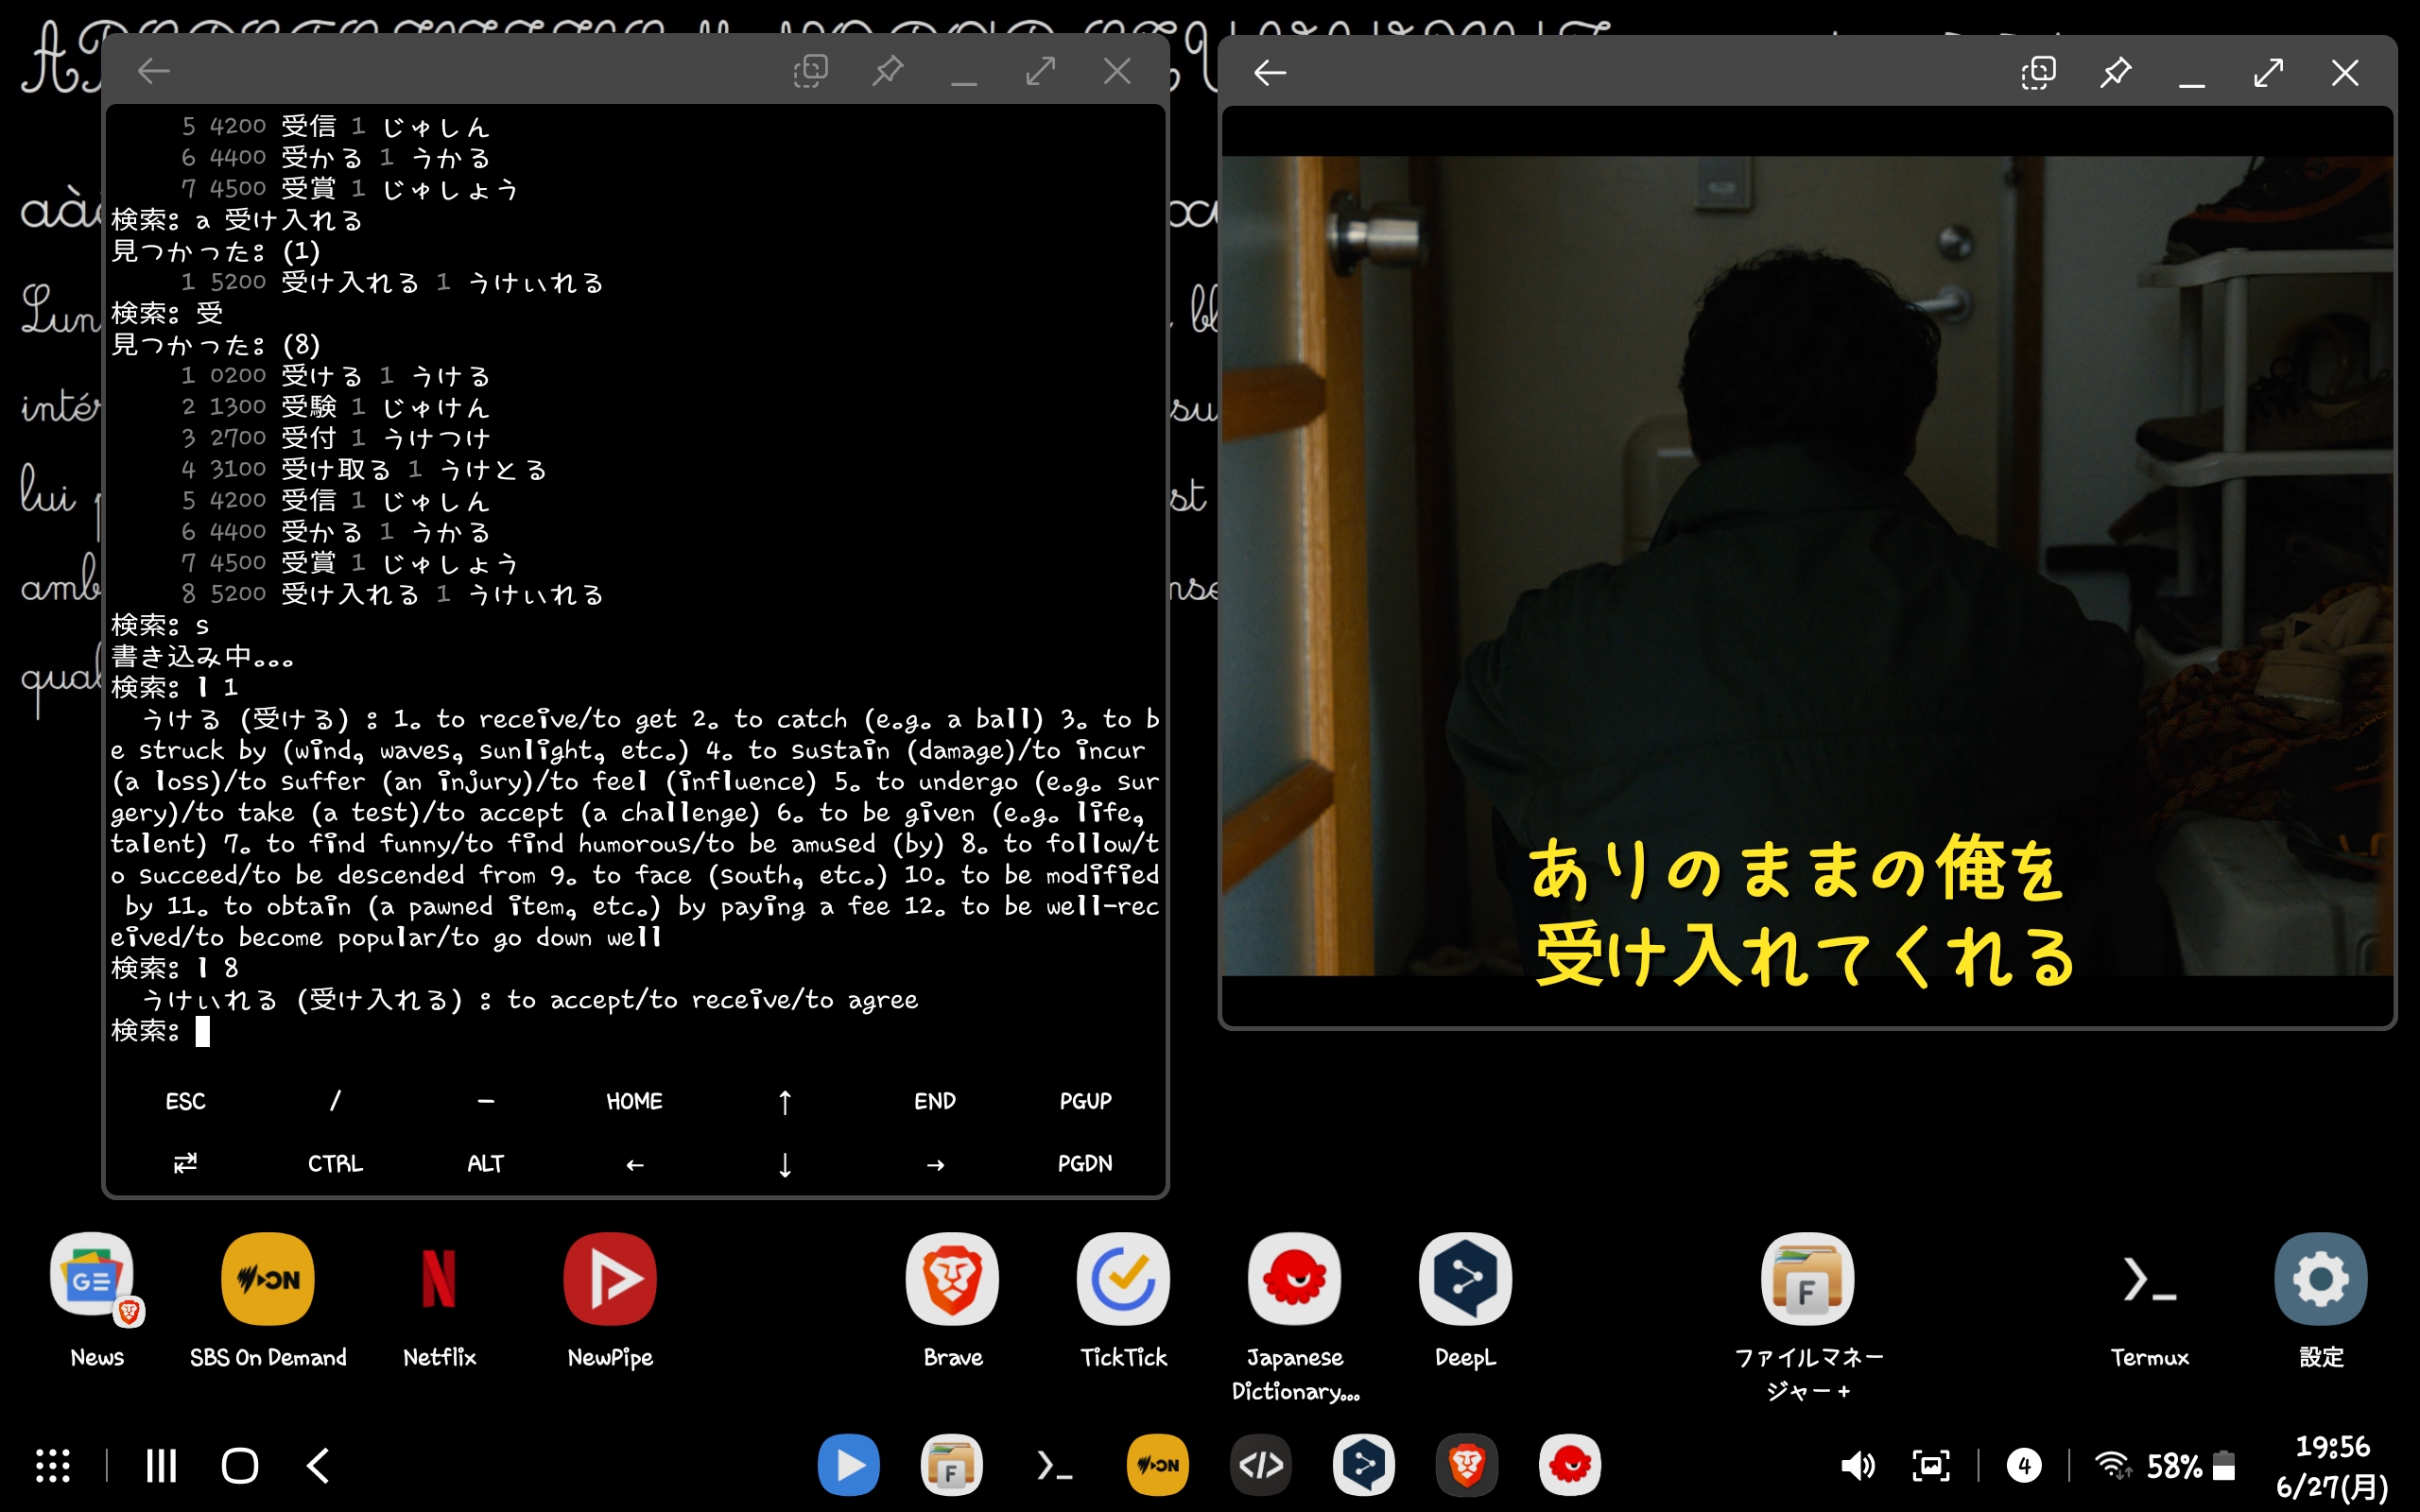 5 4200 受信 1 じゅしん
6 4400 受かる 1 うかる
7 4500 受賞 1 じゅしょう
検索: a 受け入れる
見つかった: (1)
1 5200 受け入れる 1 うけいれる
検索: 受
見つかった: (8)
1 0200 受ける 1 うける
2 1300 受験 1 じゅけん
3 2700 受付 1 うけつけ
4 3100 受け取る 1 うけとる
5 4200 受信 1 じゅしん
6 4400 受かる 1 うかる
7 4500 受賞 1 じゅしょう
8 5200 受け入れる 1 うけいれる
検索: s
書き込み中...
検索: l 1
うける (受ける) : 1. to receive/to get 2. to catch (e.g. a ball) 3. to b
e struck by (wind, waves, sunlight, etc.) 4. to sustain (damage)/to incur
(a loss)/to suffer (an injury)/to feel (influence) 5. to undergo (e.g. sur
gery)/to take (a test)/to accept (a challenge) 6. to be given (e.g. life,
talent) 7. to find funny/to find humorous/to be amused (by) 8. to follow/t
o succeed/to be descended from 9. to face (south, etc.) 10. to be modified
by 11. to obtain (a pawned item, etc.) by paying a fee 12. to be well-rec
eived/to become popular/to go down well
検索: l 8
うけいれる (受け入れる) : to accept/to receive/to agree
検索:
ESC / - HOME ↑ END PGUP
⇄ CTRL ALT ← ↓ → PGDN
ありのままの俺を
受け入れてくれる
aàâ
Lun
intér
lui
amb
qual
GE
ON
N
F
News
SBS On Demand
Netflix
NewPipe
Brave
TickTick
Japanese
Dictionary...
DeepL
ファイルマネー
ジャー +
Termux
設定
F
ON
4
58%
19:56
6/27(月)